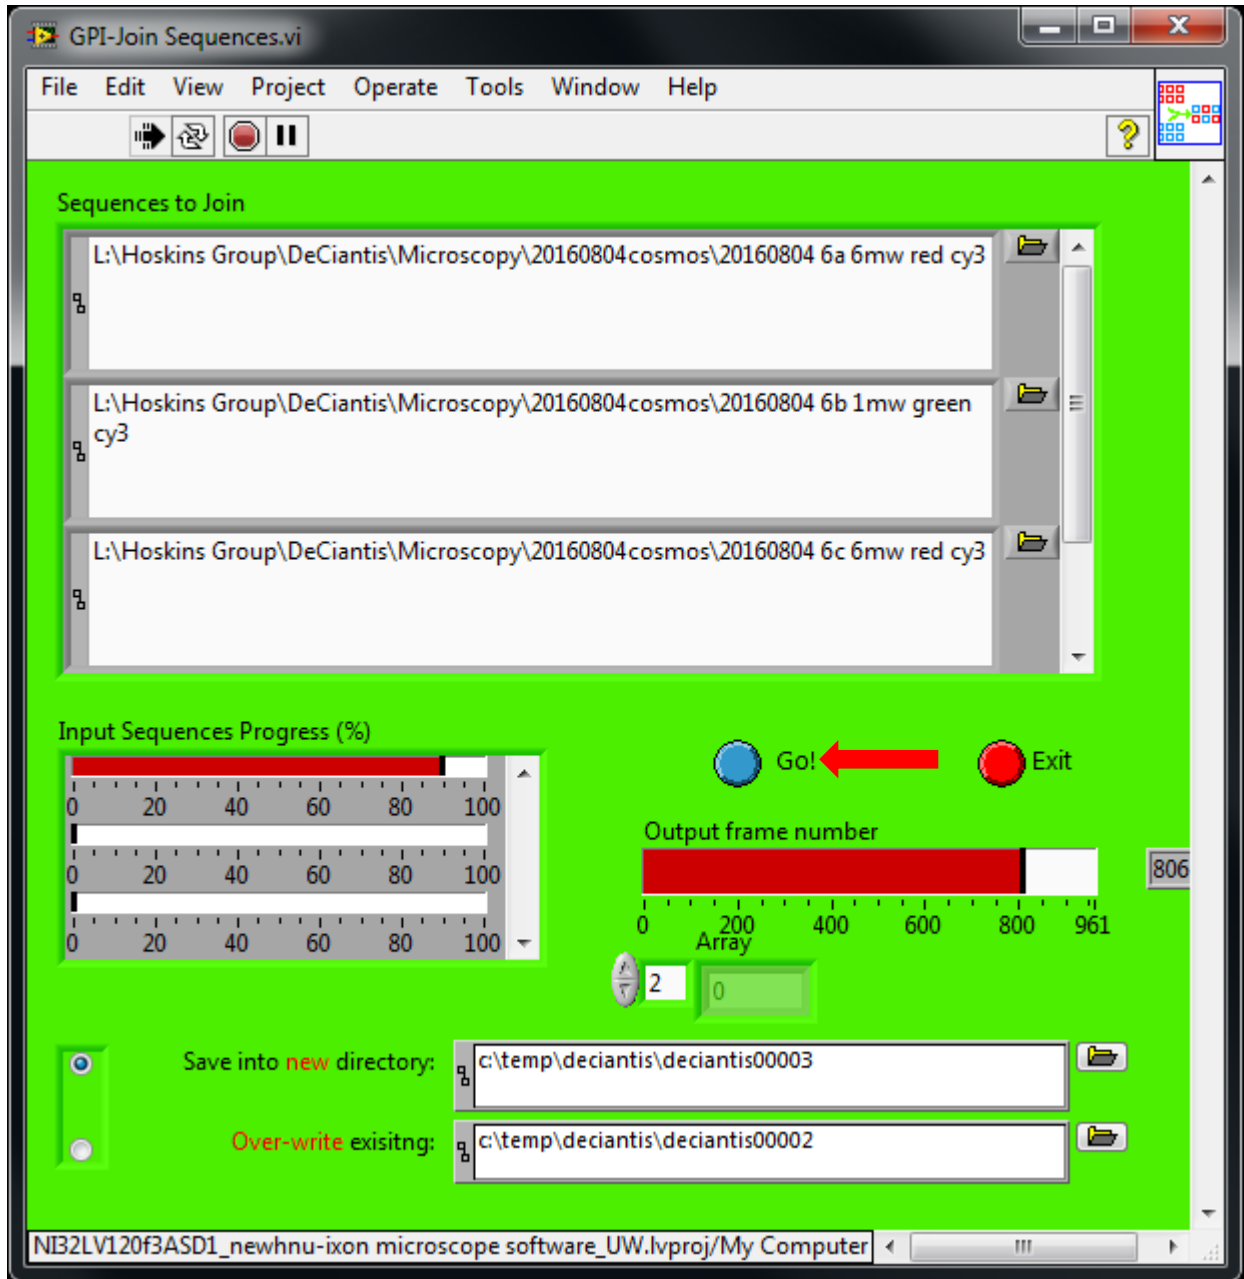 GPI-Join Sequences.vi
File Edit View Project Operate Tools Window Help
Sequences to Join
L:\Hoskins Group\DeCiantis\Microscopy\20160804cosmos\20160804 6a 6mw red cy3
L:\Hoskins Group\DeCiantis\Microscopy\20160804cosmos\20160804 6b 1mw green
cy3
L:\Hoskins Group\DeCiantis\Microscopy\20160804cosmos\20160804 6c 6mw red cy3
Input Sequences Progress (%)
0 20 40 60 80 100
0 20 40 60 80 100
0 20 40 60 80 100
Go!
Exit
Output frame number
806
0 200 400 600 800 961
Array
2
0
Save into new directory:
c:\temp\deciantis\deciantis00003
Over-write exisitng:
c:\temp\deciantis\deciantis00002
NI32LV120f3ASD1_newhnu-ixon microscope software_UW.lvproj/My Computer